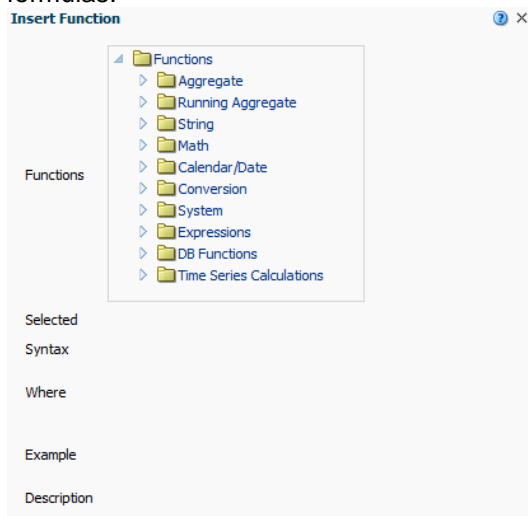 formulas.
Insert Function
Functions
Aggregate
Running Aggregate
String
Math
Calendar/Date
Functions
Conversion
System
Expressions
DB Functions
Time Series Calculations
Selected
Syntax
Where
Example
Description